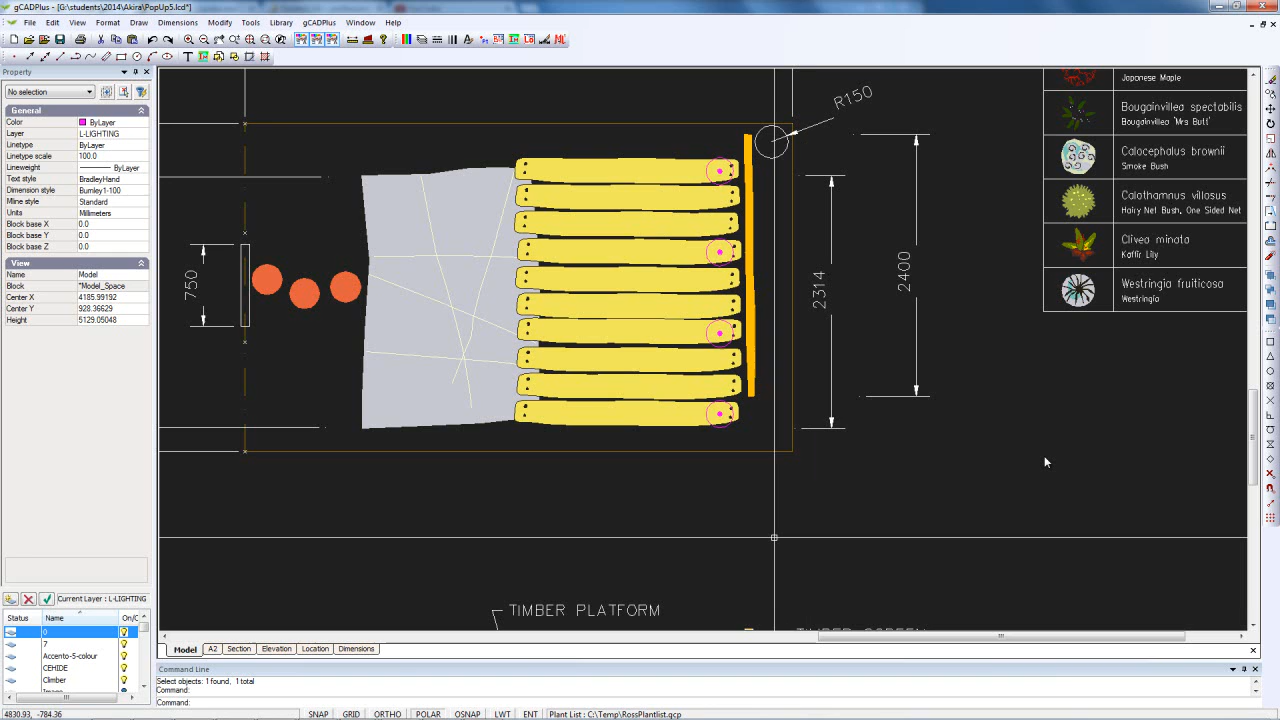 gCADPlus - [G:\students\2014\Akira\PopUp5.lcd*]
File Edit View Insert Format Draw Dimensions Modify Tools Library gCADPlus Window Help
Property
No selection
General
Color ByLayer
Layer L-LIGHTING
Linetype ByLayer
Linetype scale 100.0
Lineweight ByLayer
Text style BradleyHand
Dimension style Burnley1-100
Mline style Standard
Units Millimeters
Block base X 0.0
Block base Y 0.0
Block base Z 0.0
View
Name Model
Block *Model_Space
Center X 4185.99192
Center Y 928.36629
Height 5129.05048
Current Layer : L-LIGHTING
Status Name On/C
0
7
Accento-5-colour
CEHIDE
Climber
R150
750
2314
2400
Japanese Maple
Bougainvillea spectabilis
Bougainvillea 'Mrs Butt'
Calocephalus brownii
Smoke Bush
Calothamnus villosus
Hairy Net Bush, One Sided Net
Clivea minata
Kaffir Lily
Westringia fruiticosa
Westringia
TIMBER PLATFORM
Model A2 Section Elevation Location Dimensions
Command Line
Select objects: 1 found, 1 total
Command:
Command:
4830.93, -784.36 SNAP GRID ORTHO POLAR OSNAP LWT ENT Plant List : C:\Temp\RossPlantlist.gcp